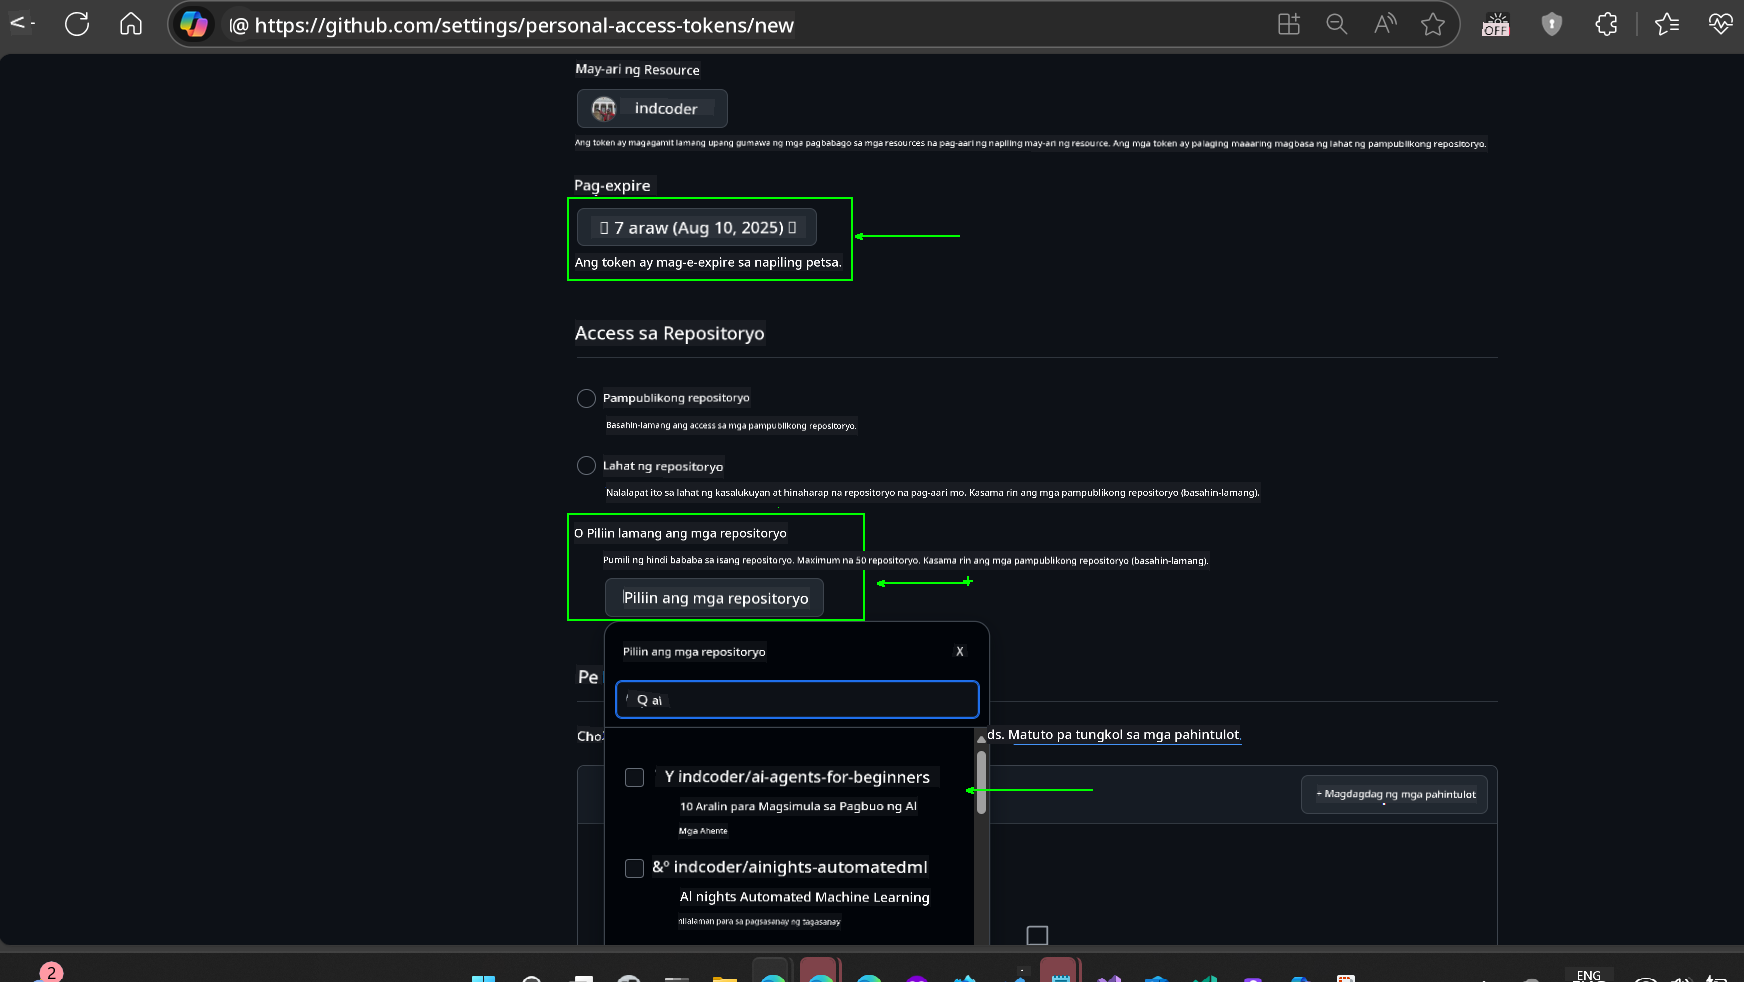 https://github.com/settings/personal-access-tokens/new
OFF
May-ari ng Resource
indcoder
Ang token ay magagamit lamang upang gumawa ng mga pagbabago sa mga resources na pag-aari ng napiling may-ari ng resource. Ang mga token ay palaging maaaring magbasa ng lahat ng pampublikong repositoryo.
Pag-expire
7 araw (Aug 10, 2025)
Ang token ay mag-e-expire sa napiling petsa.
Access sa Repositoryo
Pampublikong repositoryo
Basahin-lamang ang access sa mga pampublikong repositoryo.
Lahat ng repositoryo
Nalalapat ito sa lahat ng kasalukuyan at hinaharap na repositoryo na pag-aari mo. Kasama rin ang mga pampublikong repositoryo (basahin-lamang).
O Piliin lamang ang mga repositoryo
Pumili ng hindi bababa sa isang repositoryo. Maximum na 50 repositoryo. Kasama rin ang mga pampublikong repositoryo (basahin-lamang).
Piliin ang mga repositoryo
Piliin ang mga repositoryo X
Pe
Q ai
Cho ds. Matuto pa tungkol sa mga pahintulot.
Y indcoder/ai-agents-for-beginners
+ Magdagdag ng mga pahintulot
10 Aralin para Magsimula sa Pagbuo ng AI
Mga Ahente
&º indcoder/ainights-automatedml
AI nights Automated Machine Learning
nilalaman para sa pagsasanay ng tagasanay
2
ENG